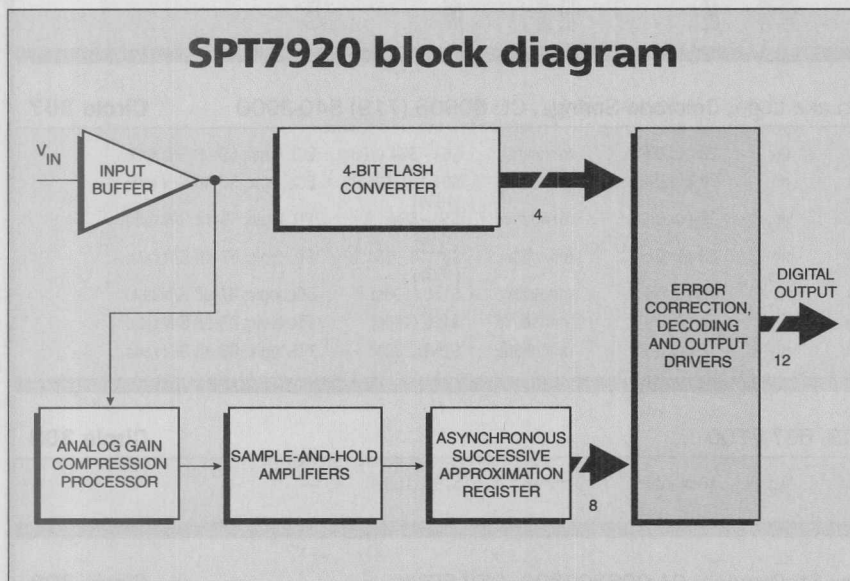 SPT7920 block diagram
V IN
INPUT
BUFFER
4-BIT FLASH
CONVERTER
4
ERROR
CORRECTION,
DECODING
AND OUTPUT
DRIVERS
DIGITAL
OUTPUT
12
ANALOG GAIN
COMPRESSION
PROCESSOR
SAMPLE-AND-HOLD
AMPLIFIERS
ASYNCHRONOUS
SUCCESSIVE
APPROXIMATION
REGISTER
8